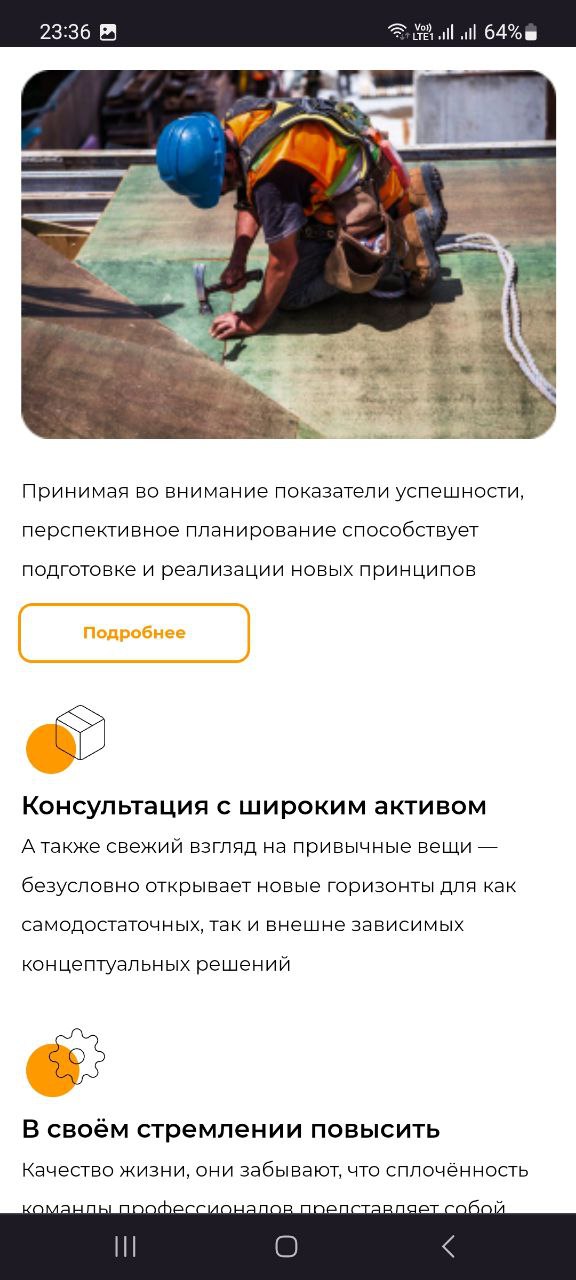 23:36
Vo))
LTE1
64%
Принимая во внимание показатели успешности,
перспективное планирование способствует
подготовке и реализации новых принципов
Подробнее
Консультация с широким активом
А также свежий взгляд на привычные вещи —
безусловно открывает новые горизонты для как
самодостаточных, так и внешне зависимых
концептуальных решений
В своём стремлении повысить
Качество жизни, они забывают, что сплочённость
команды профессионалов представляет собой